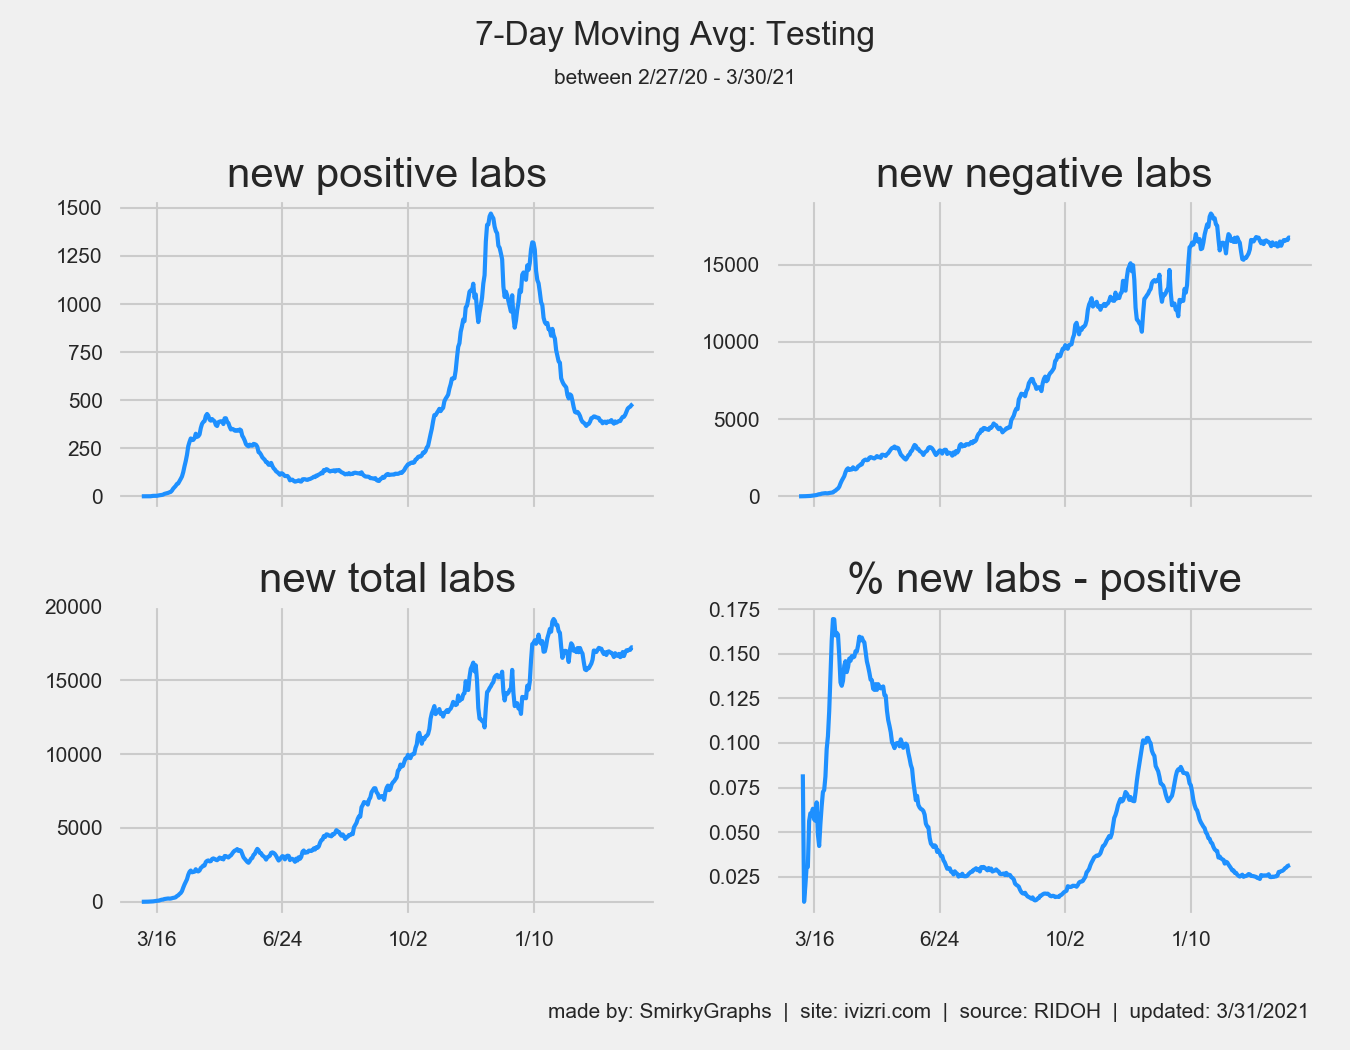 7-Day Moving Avg: Testing
between 2/27/20 - 3/30/21
new positive labs
1500
1250
1000
750
500
250
0
new negative labs
15000
10000
5000
0
new total labs
20000
15000
10000
5000
0
3/16 6/24 10/2 1/10
% new labs - positive
0.175
0.150
0.125
0.100
0.075
0.050
0.025
3/16 6/24 10/2 1/10
made by: SmirkyGraphs | site: ivizri.com | source: RIDOH | updated: 3/31/2021